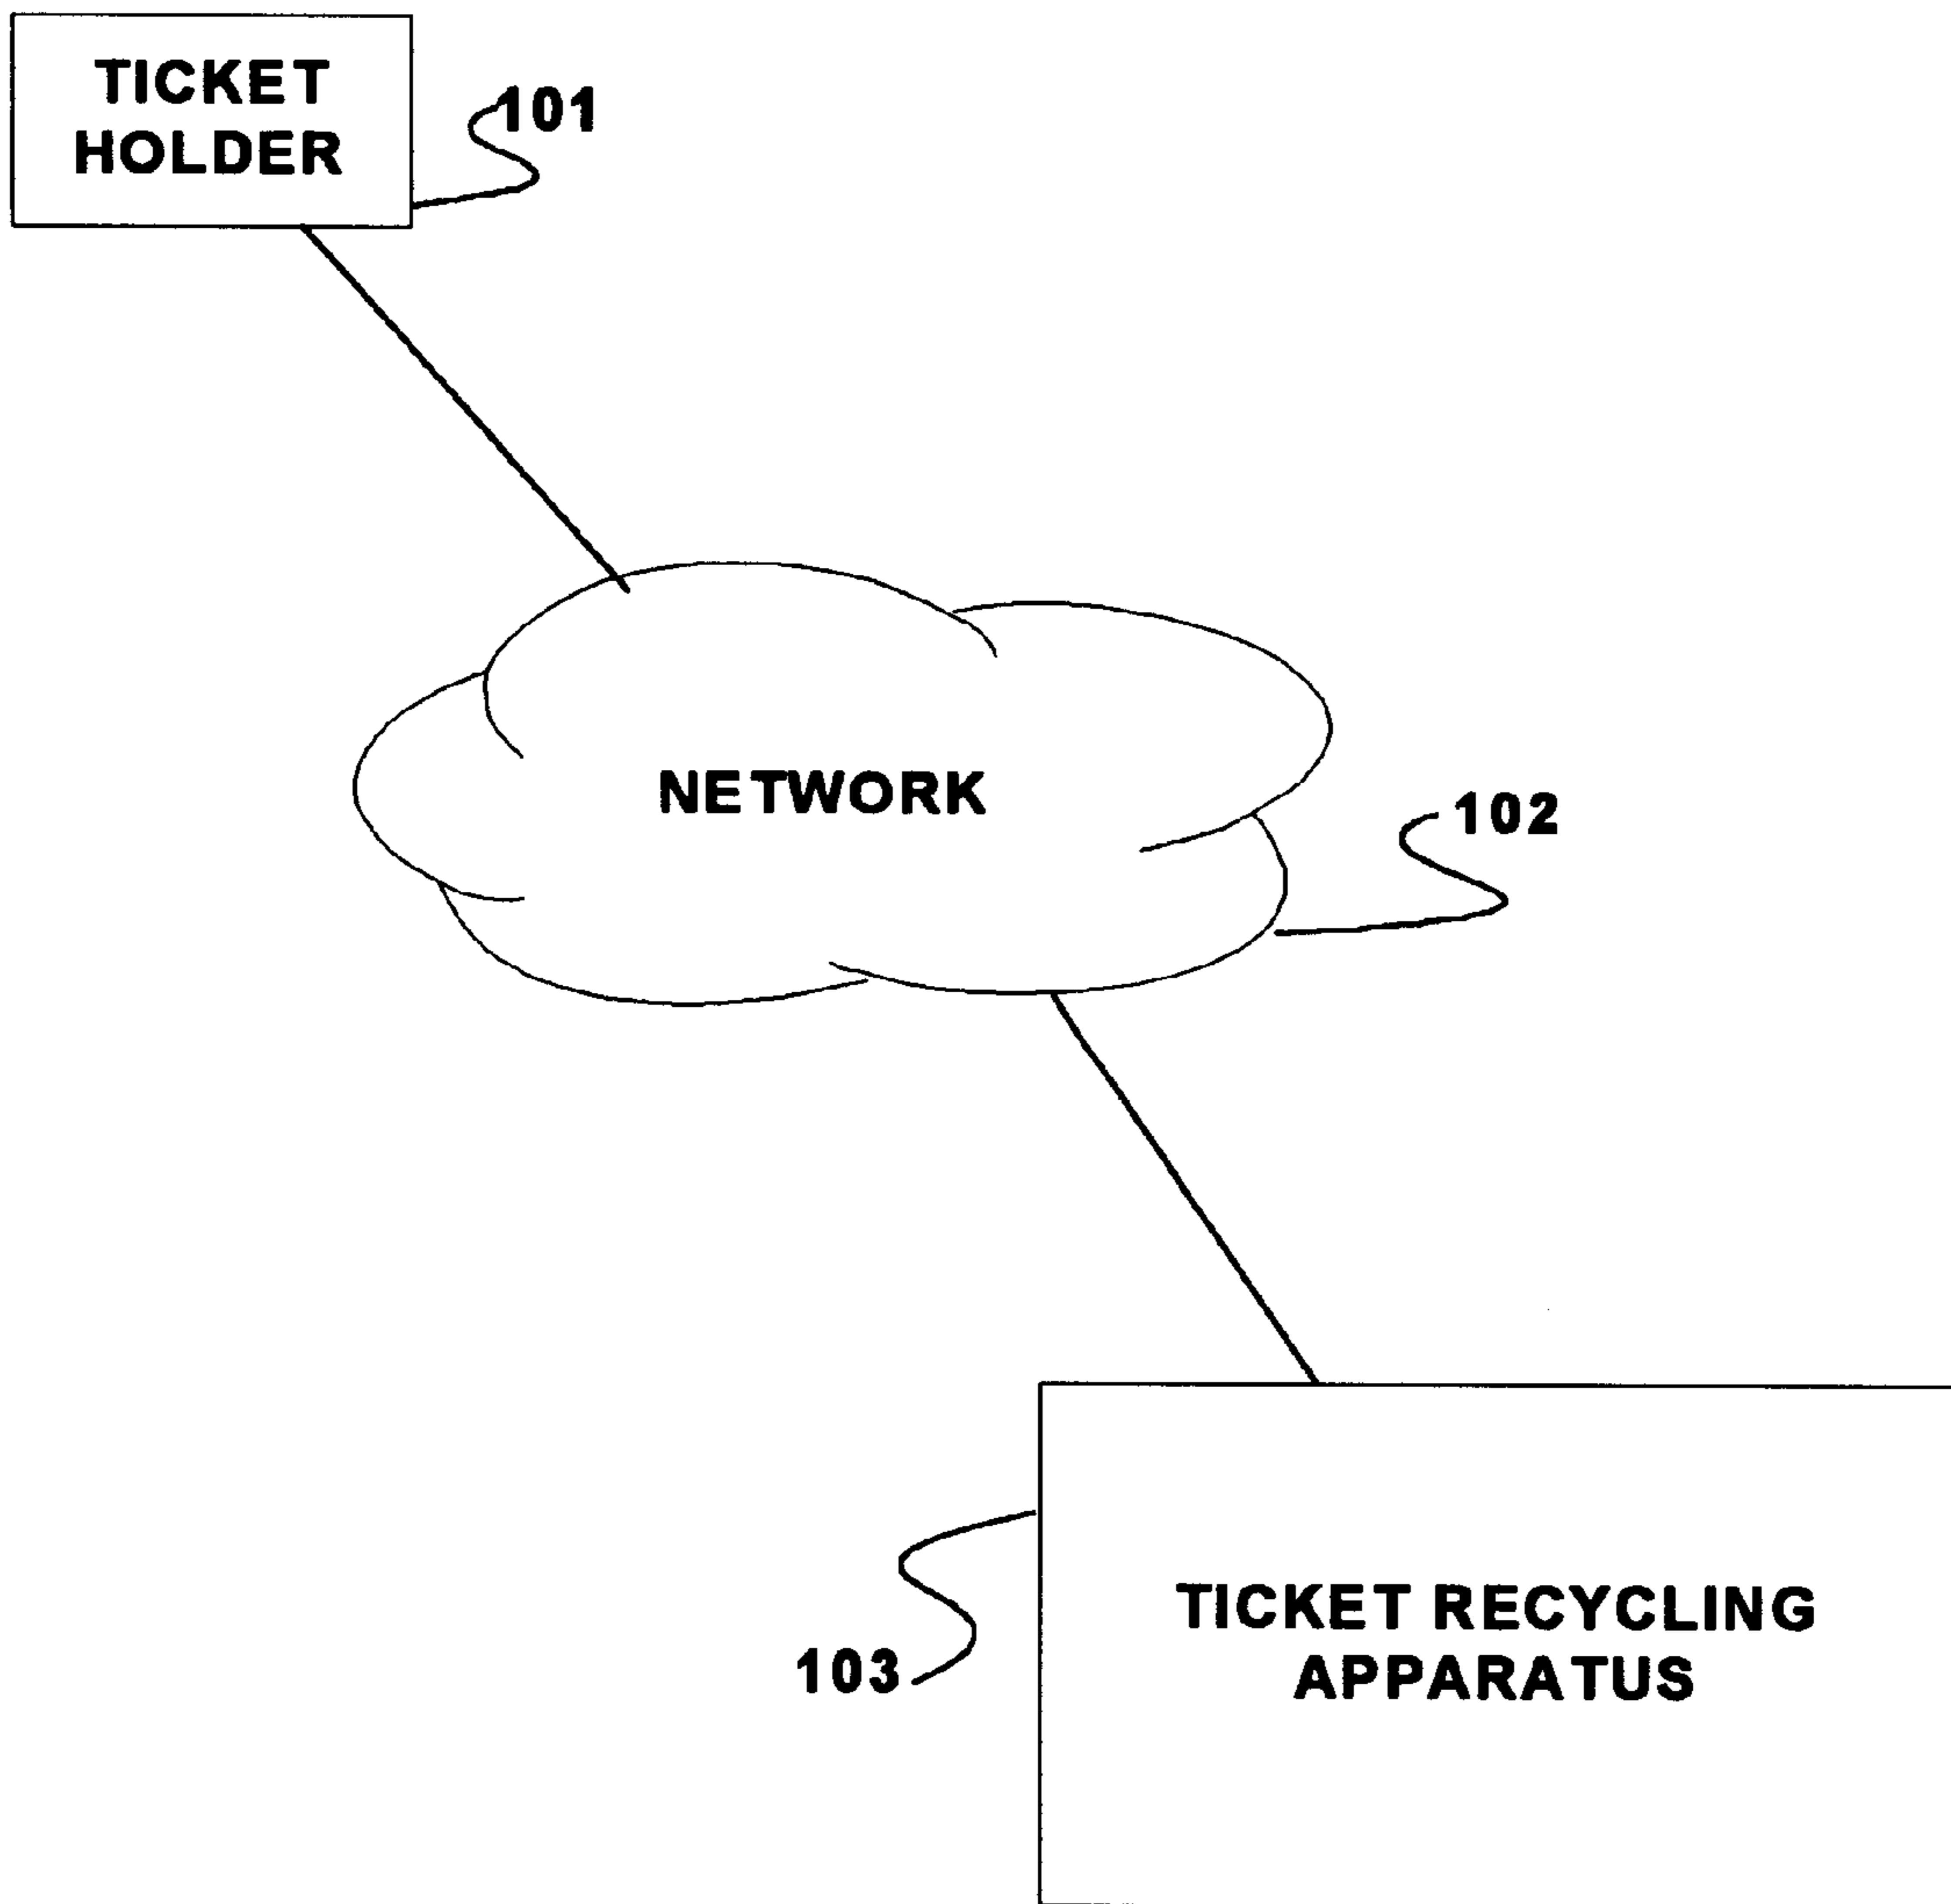 TICKET
HOLDER
101
NETWORK
102
103
TICKET RECYCLING
APPARATUS